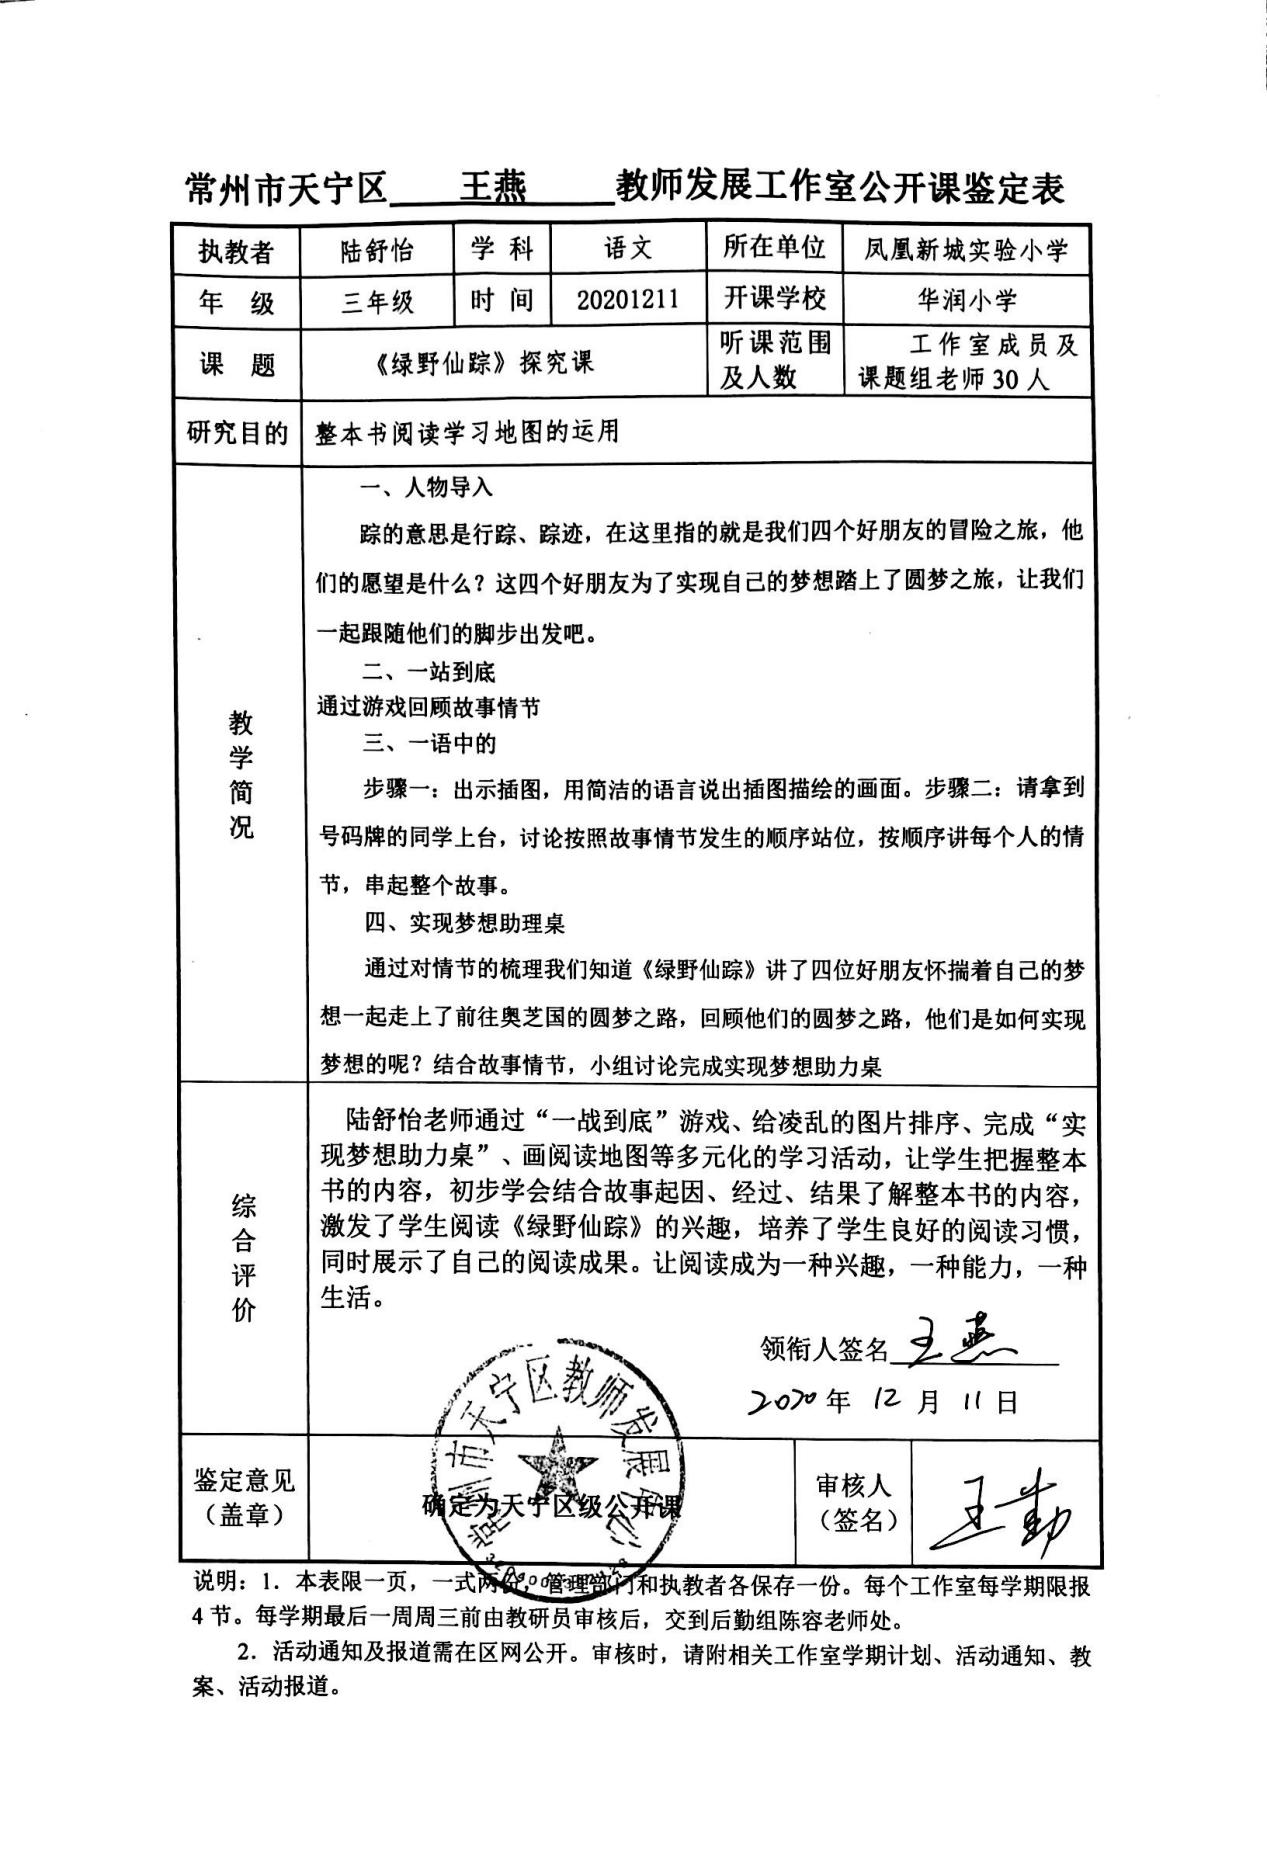 常州市天宁区 王燕 教师发展工作室公开课鉴定表
执教者 陆舒怡 学 科 语文 所在单位 凤凰新城实验小学
年 级 三年级 时 间 20201211 开课学校 华润小学
课 题 《绿野仙踪》探究课 听课范围及人数 工作室成员及课题组老师30人
研究目的 整本书阅读学习地图的运用
教学简况
一、人物导入
踪的意思是行踪、踪迹，在这里指的就是我们四个好朋友的冒险之旅，他
们的愿望是什么？这四个好朋友为了实现自己的梦想踏上了圆梦之旅，让我们
一起跟随他们的脚步出发吧。
二、一站到底
通过游戏回顾故事情节
三、一语中的
步骤一：出示插图，用简洁的语言说出插图描绘的画面。步骤二：请拿到
号码牌的同学上台，讨论按照故事情节发生的顺序站位，按顺序讲每个人的情
节，串起整个故事。
四、实现梦想助理桌
通过对情节的梳理我们知道《绿野仙踪》讲了四位好朋友怀揣着自己的梦
想一起走上了前往奥芝国的圆梦之路，回顾他们的圆梦之路，他们是如何实现
梦想的呢？结合故事情节，小组讨论完成实现梦想助力桌
综合评价
陆舒怡老师通过“一战到底”游戏、给凌乱的图片排序、完成“实
现梦想助力桌”、画阅读地图等多元化的学习活动，让学生把握整本
书的内容，初步学会结合故事起因、经过、结果了解整本书的内容，
激发了学生阅读《绿野仙踪》的兴趣，培养了学生良好的阅读习惯，
同时展示了自己的阅读成果。让阅读成为一种兴趣，一种能力，一种
生活。
领衔人签名 王燕
2020年 12 月 11 日
常州市天宁区教师发展中心
鉴定意见（盖章） 确定为天宁区级公开课 审核人（签名） 王勤
说明：1．本表限一页，一式两份，管理部门和执教者各保存一份。每个工作室每学期限报
4节。每学期最后一周周三前由教研员审核后，交到后勤组陈容老师处。
2．活动通知及报道需在区网公开。审核时，请附相关工作室学期计划、活动通知、教
案、活动报道。